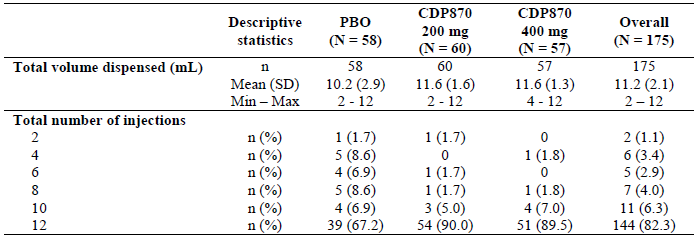 Descriptive statistics PBO (N = 58) CDP870 200 mg (N = 60) CDP870 400 mg (N = 57) Overall (N = 175)
Total volume dispensed (mL) n 58 60 57 175
Mean (SD) 10.2 (2.9) 11.6 (1.6) 11.6 (1.3) 11.2 (2.1)
Min – Max 2 - 12 2 - 12 4 - 12 2 – 12
Total number of injections
2 n (%) 1 (1.7) 1 (1.7) 0 2 (1.1)
4 n (%) 5 (8.6) 0 1 (1.8) 6 (3.4)
6 n (%) 4 (6.9) 1 (1.7) 0 5 (2.9)
8 n (%) 5 (8.6) 1 (1.7) 1 (1.8) 7 (4.0)
10 n (%) 4 (6.9) 3 (5.0) 4 (7.0) 11 (6.3)
12 n (%) 39 (67.2) 54 (90.0) 51 (89.5) 144 (82.3)